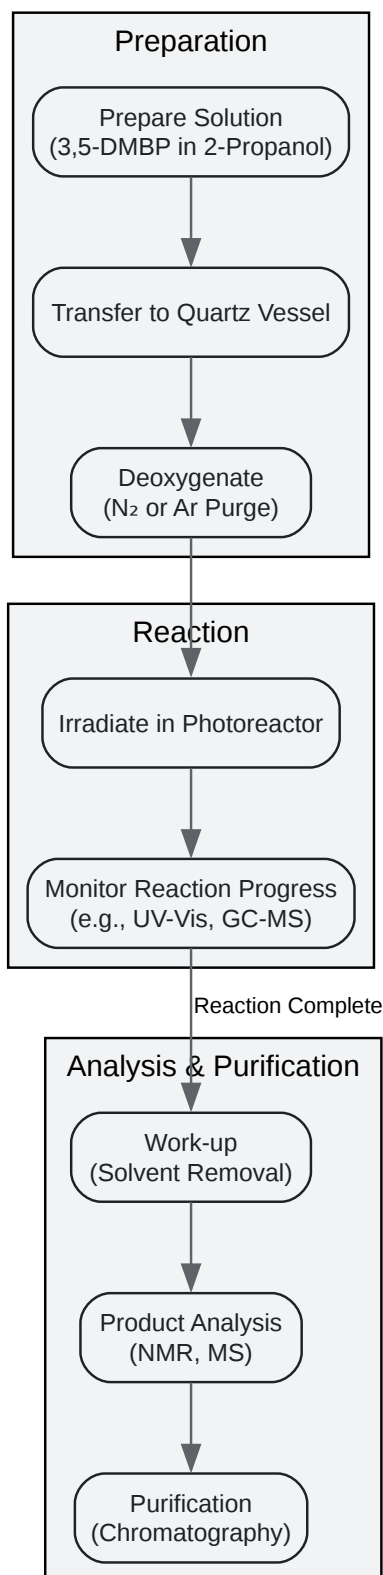 Preparation
Prepare Solution
(3,5-DMBP in 2-Propanol)
Transfer to Quartz Vessel
Deoxygenate
(N₂ or Ar Purge)
Reaction
Irradiate in Photoreactor
Monitor Reaction Progress
(e.g., UV-Vis, GC-MS)
Reaction Complete
Analysis & Purification
Work-up
(Solvent Removal)
Product Analysis
(NMR, MS)
Purification
(Chromatography)